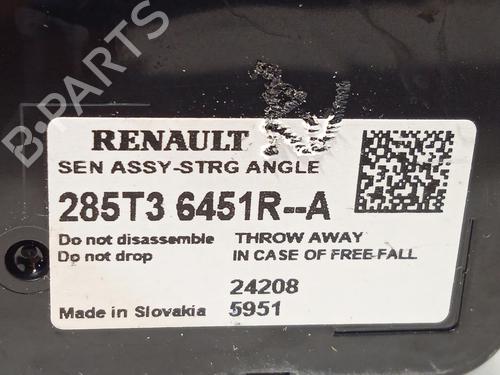 B-PARTS
RENAULT
SEN ASSY-STRG ANGLE
285T3 6451R--A
Do not disassemble THROW AWAY
Do not drop IN CASE OF FREE FALL
24208
Made in Slovakia 5951